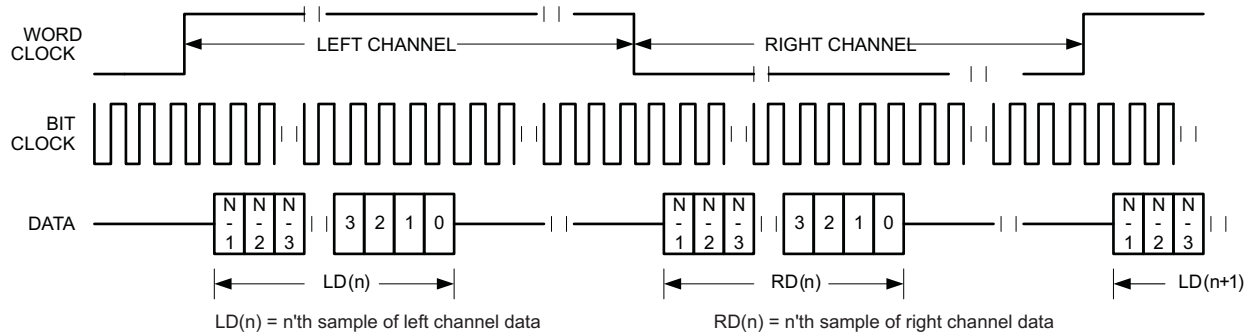 WORD
CLOCK
LEFT CHANNEL
RIGHT CHANNEL
BIT
CLOCK
DATA
N
-
1
N
-
2
N
-
3
3 2 1 0
N
-
1
N
-
2
N
-
3
3 2 1 0
N
-
1
N
-
2
N
-
3
LD(n)
RD(n)
LD(n+1)
LD(n) = n'th sample of left channel data
RD(n) = n'th sample of right channel data